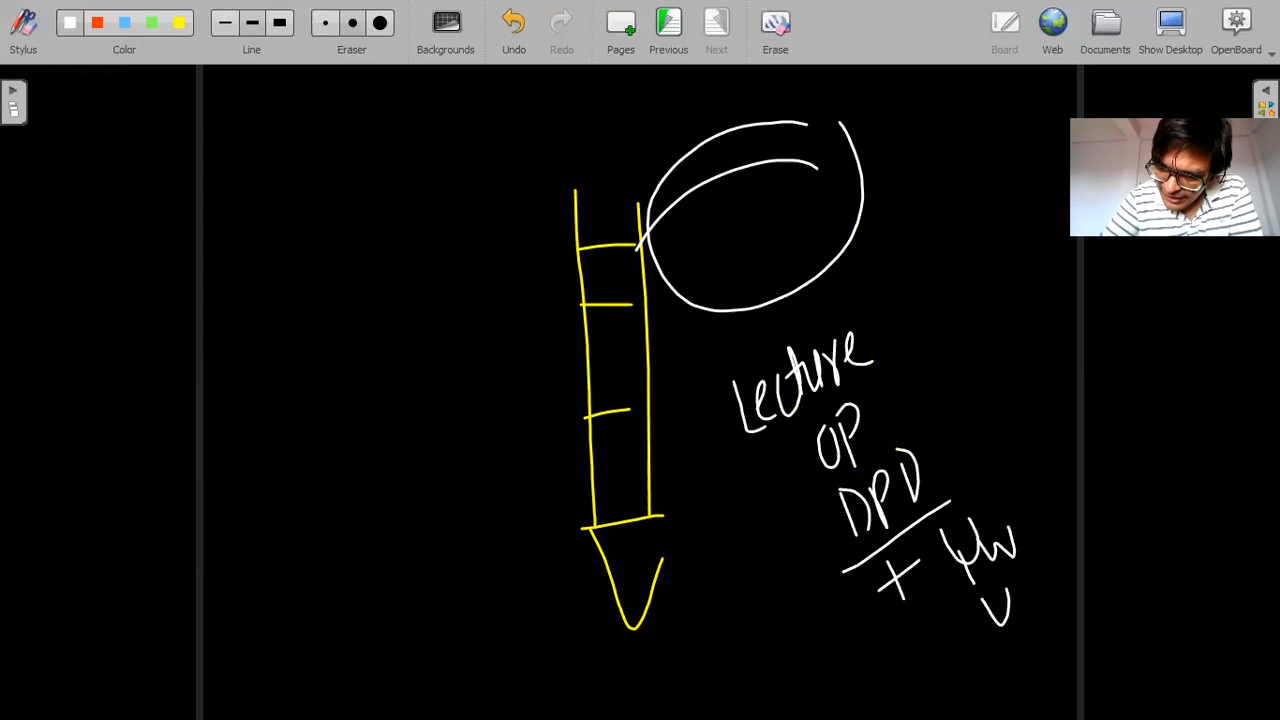 Stylus
Color
Line
Eraser
Backgrounds
Undo
Redo
Pages
Previous
Next
Erase
Board
Web
Documents
Show Desktop
OpenBoard
Lecture
OP
DPD
+